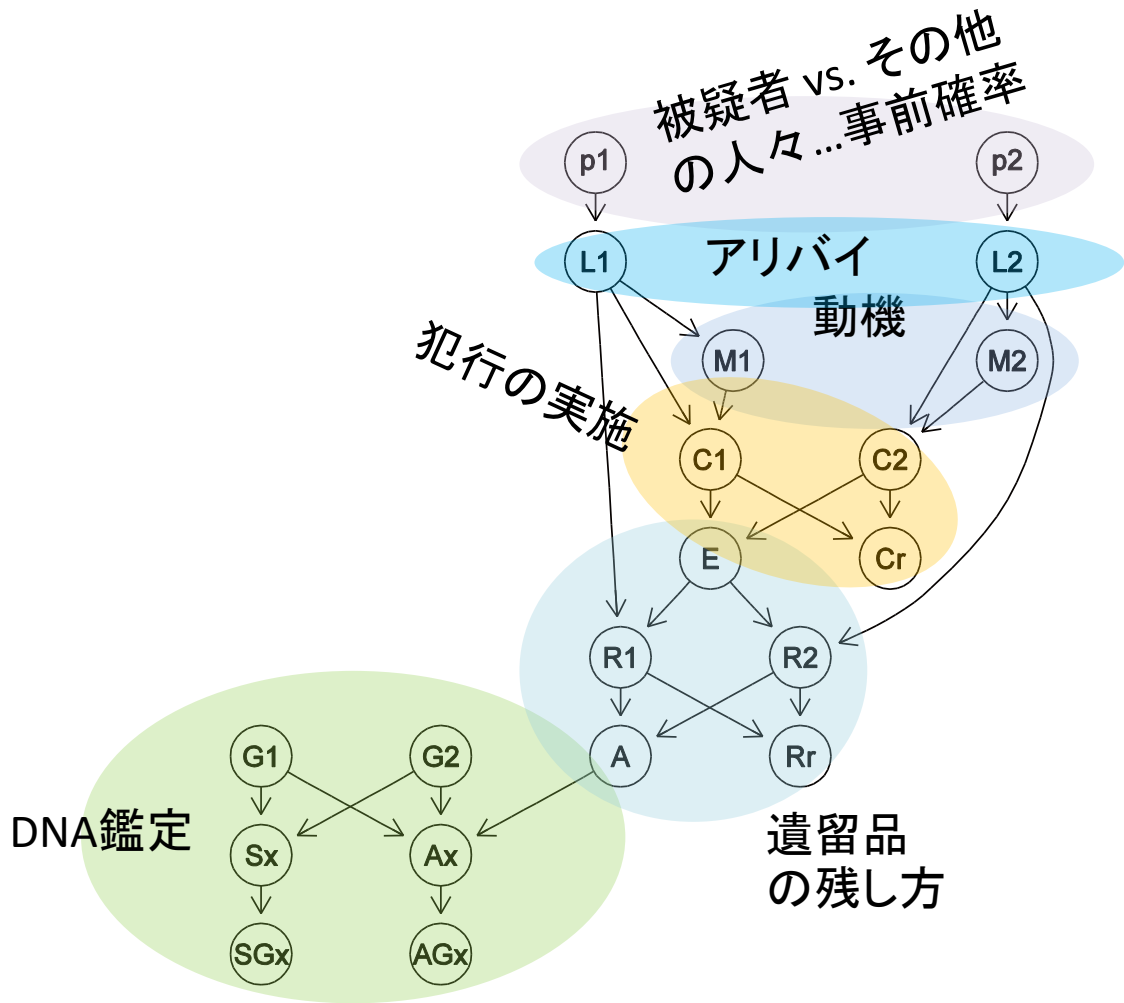 被疑者 vs. その他
の人々…事前確率
p1
p2
L1
アリバイ
L2
動機
M1
M2
犯行の実施
C1
C2
E
Cr
R1
R2
G1
G2
A
Rr
DNA鑑定
Sx
Ax
遺留品
の残し方
SGx
AGx